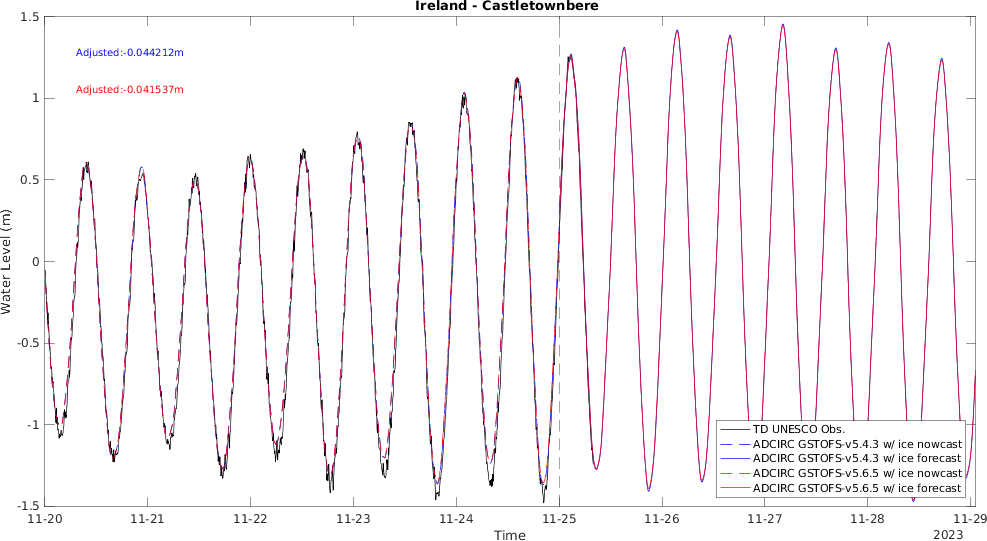 Ireland - Castletownbere
Adjusted:-0.044212m
Adjusted:-0.041537m
Water Level (m)
1.5
1
0.5
0
-0.5
-1
-1.5
TD UNESCO Obs.
ADCIRC GSTOFS-v5.4.3 w/ ice nowcast
ADCIRC GSTOFS-v5.4.3 w/ ice forecast
ADCIRC GSTOFS-v5.6.5 w/ ice nowcast
ADCIRC GSTOFS-v5.6.5 w/ ice forecast
11-20 11-21 11-22 11-23 11-24 11-25 11-26 11-27 11-28 11-29
Time
2023